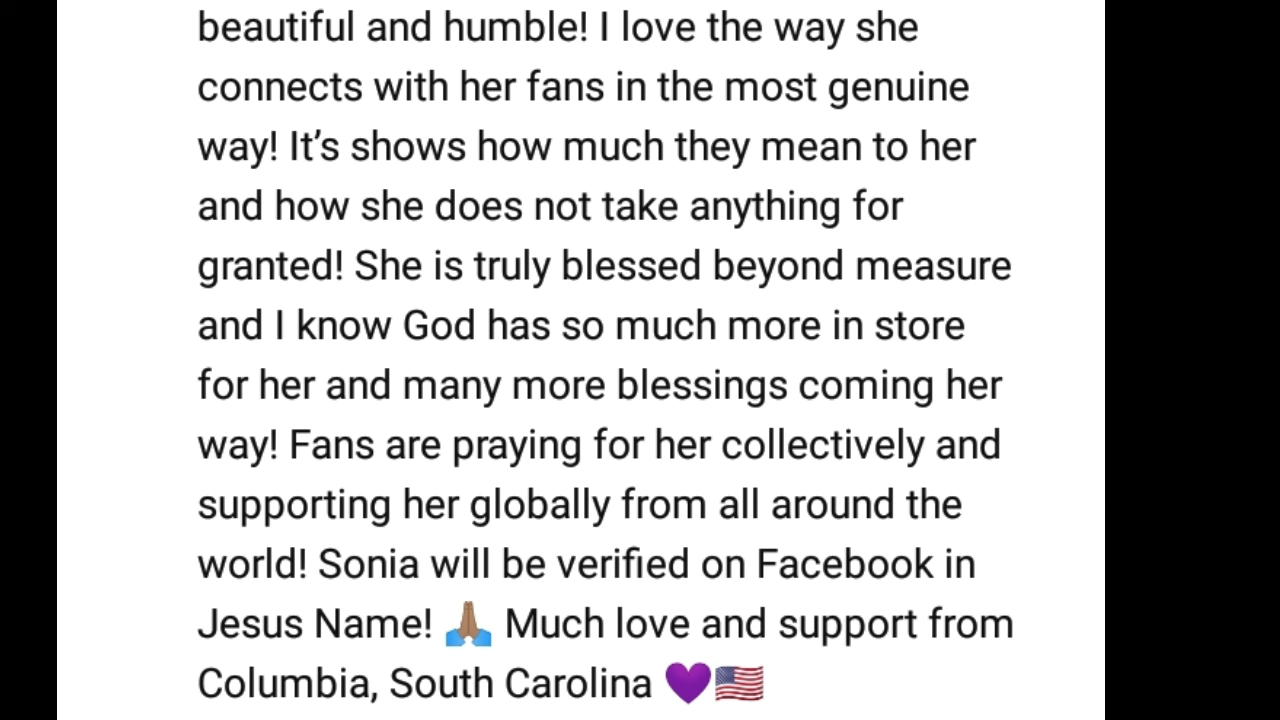 beautiful and humble! I love the way she
connects with her fans in the most genuine
way! It’s shows how much they mean to her
and how she does not take anything for
granted! She is truly blessed beyond measure
and I know God has so much more in store
for her and many more blessings coming her
way! Fans are praying for her collectively and
supporting her globally from all around the
world! Sonia will be verified on Facebook in
Jesus Name! 🙏🏽 Much love and support from
Columbia, South Carolina 💜🇺🇸